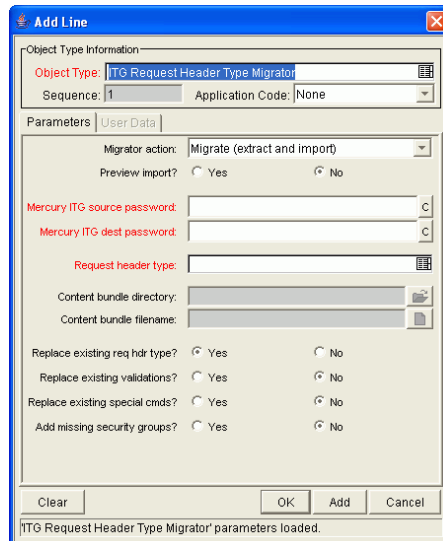 Add Line
Object Type Information
Object Type: ITG Request Header Type Migrator
Sequence: 1 Application Code: None
Parameters User Data
Migrator action: Migrate (extract and import)
Preview import? Yes No
Mercury ITG source password: C
Mercury ITG dest password: C
Request header type:
Content bundle directory:
Content bundle filename:
Replace existing req hdr type? Yes No
Replace existing validations? Yes No
Replace existing special cmds? Yes No
Add missing security groups? Yes No
Clear OK Add Cancel
'ITG Request Header Type Migrator' parameters loaded.